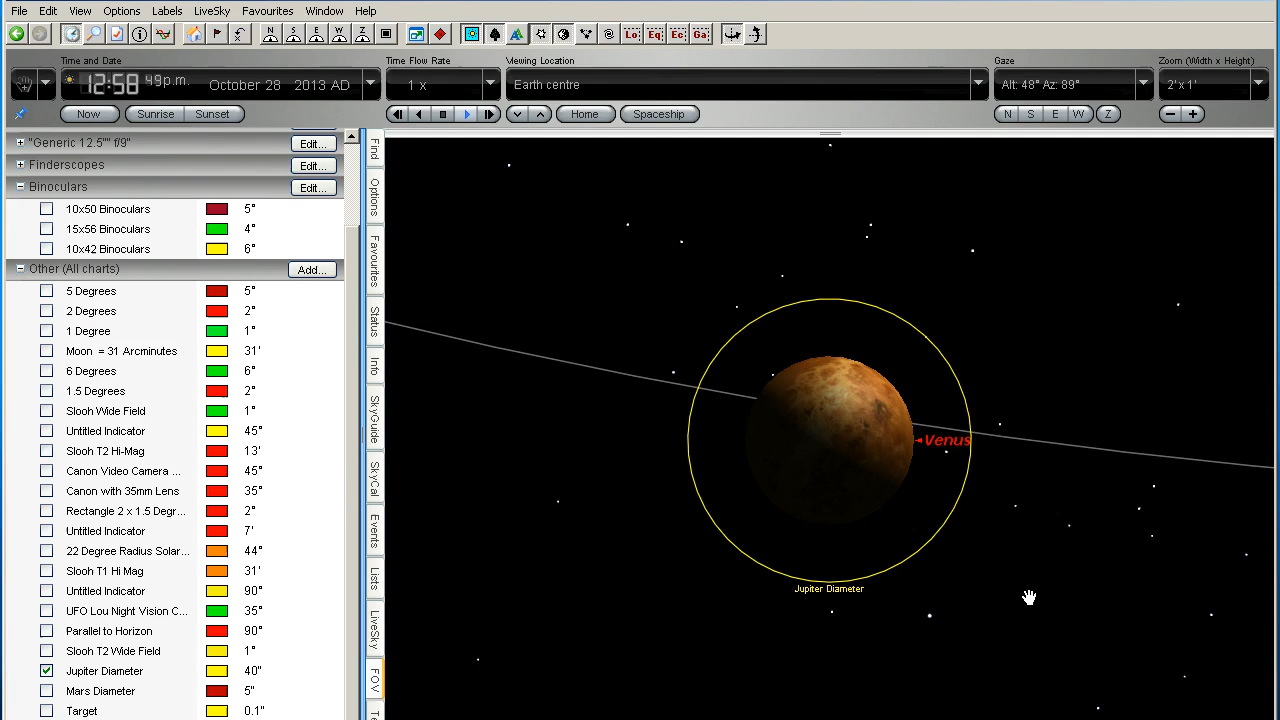 File Edit View Options Labels LiveSky Favourites Window Help
N S E W Z Lo Eq Ec Ga
Time and Date Time Flow Rate Viewing Location Gaze Zoom (Width x Height)
12:58 49 p.m. October 28 2013 AD 1 x Earth centre Alt: 48° Az: 89° 2' x 1'
Now Sunrise Sunset Home Spaceship N S E W Z
"Generic 12.5"" f/8" Edit...
Finderscopes Edit...
Binoculars Edit...
10x50 Binoculars 5°
Binoculars 4°
10x42 Binoculars 6°
Other (All charts) Add...
5 Degrees 5°
2 Degrees 2°
1 Degree 1°
Moon = 31 Arcminutes 31'
6 Degrees 6°
1.5 Degrees 2°
Slooh Wide Field 1°
Untitled Indicator 45°
Slooh T2 Hi Mag 13'
Canon Video Camera ... 45°
Canon with 35mm Lens 35°
Rectangle 2 x 1.5 Degr... 2°
Untitled Indicator 7'
22 Degree Radius Solar... 44°
Slooh T1 Hi Mag 31'
Untitled Indicator 90°
UFO Low light Vision C... 35°
Parallel to Horizon 90°
Slooh T2 Wide Field 1°
Jupiter Diameter 40"
Mars Diameter 5"
Target 0.1"
Find
Options
Favourites
Status
Info
SkyGuide
SkyCal
Events
Lists
LiveSky
FOV
Venus
Jupiter Diameter